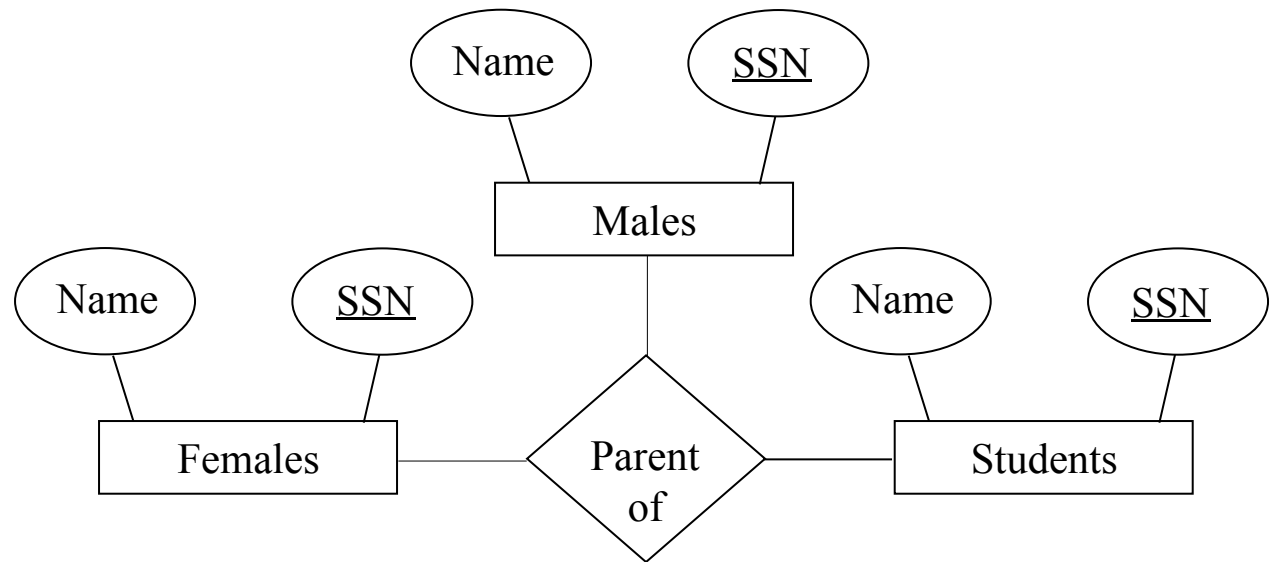 Name
SSN
Males
Name
SSN
Name
SSN
Females
Parent
of
Students